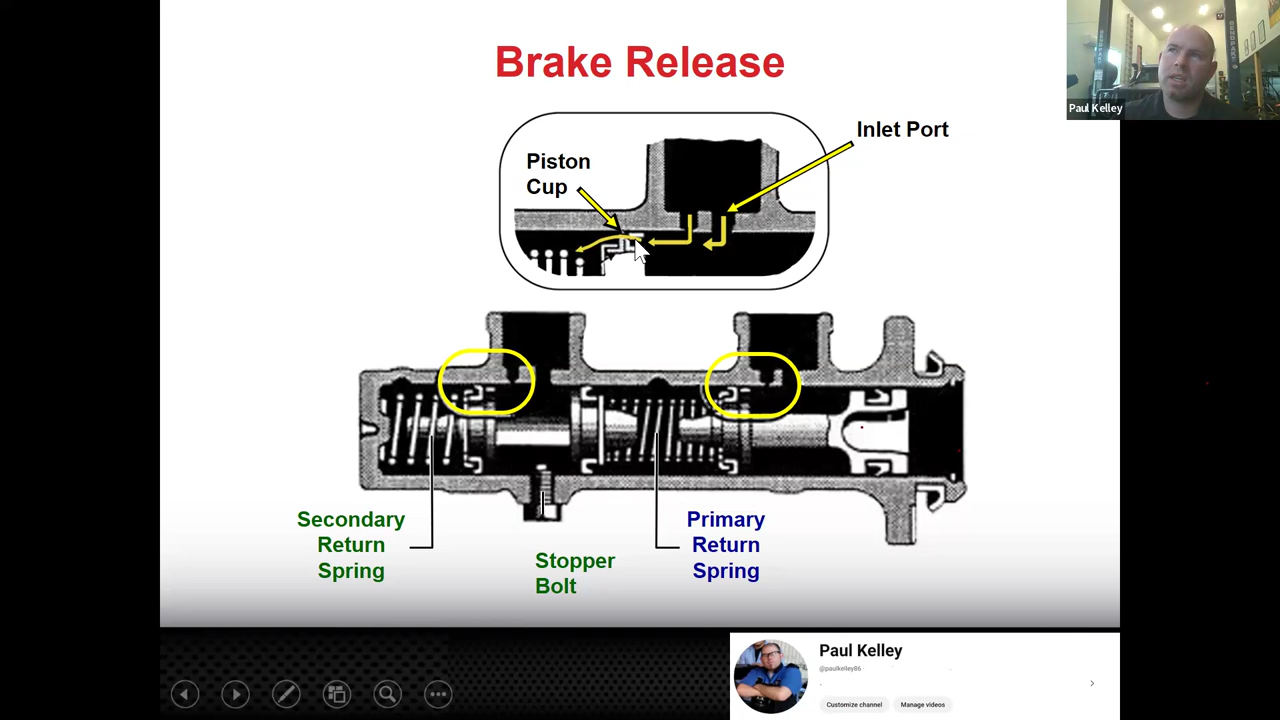 Brake Release
Paul Kelley
Inlet Port
Piston
Cup
Secondary
Return
Spring
Stopper
Bolt
Primary
Return
Spring
Paul Kelley
@paulkelley86
Customize channel
Manage videos